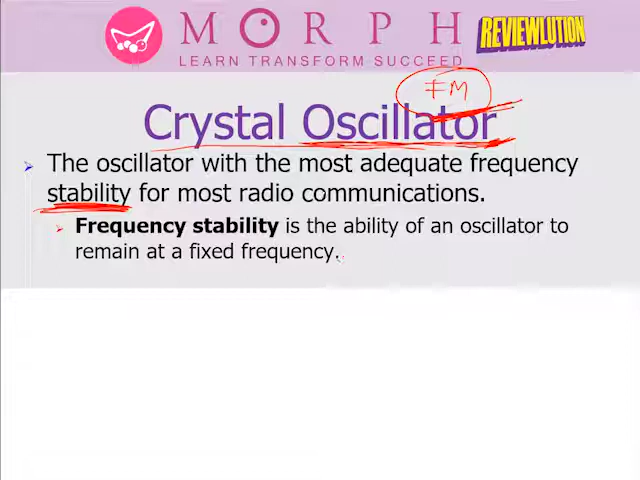 MORPH
LEARN TRANSFORM SUCCEED
REVIEWLUTION
FM
Crystal Oscillator
The oscillator with the most adequate frequency
stability for most radio communications.
Frequency stability is the ability of an oscillator to
remain at a fixed frequency.